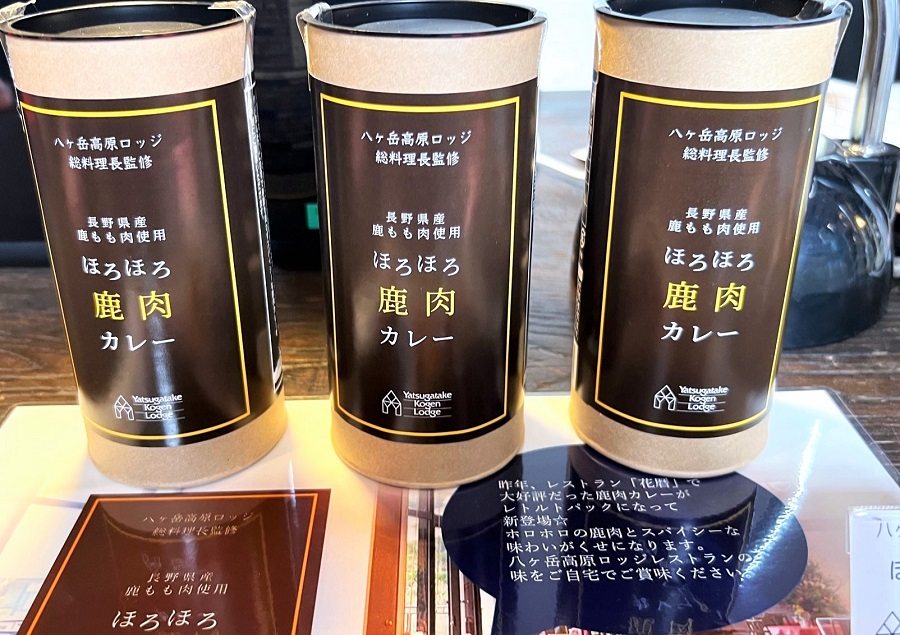 八ヶ岳高原ロッジ
総料理長監修
長野県産
鹿もも肉使用
ほろほろ
鹿肉
カレー
Yatsugatake
Kogen
Lodge
八ヶ岳高原ロッジ
総料理長監修
長野県産
鹿もも肉使用
ほろほろ
鹿肉
カレー
Yatsugatake
Kogen
Lodge
八ヶ岳高原ロッジ
総料理長監修
長野県産
鹿もも肉使用
ほろほろ
鹿肉
カレー
Yatsugatake
Kogen
Lodge
八ヶ岳高原ロッジ
総料理長監修
長野県産
鹿もも肉使用
ほろほろ
昨年、レストラン「花暦」で
大好評だった鹿肉カレーが
レトルトパックになって
新登場☆
ホロホロの鹿肉とスパイシーな
味わいがくせになります。
八ヶ岳高原ロッジレストランの
味をご自宅でご賞味ください。